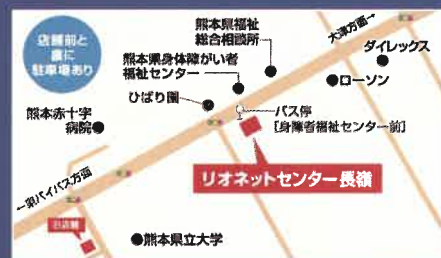 店舗前と
裏に
駐車場あり
熊本県福祉
総合相談所
大津方面→
ダイレックス
熊本県身体障がい者
福祉センター
ローソン
ひばり園
バス停
［身障者福祉センター前］
熊本赤十字
病院
リオネットセンター長嶺
←東バイパス方面
旧店舗
熊本県立大学